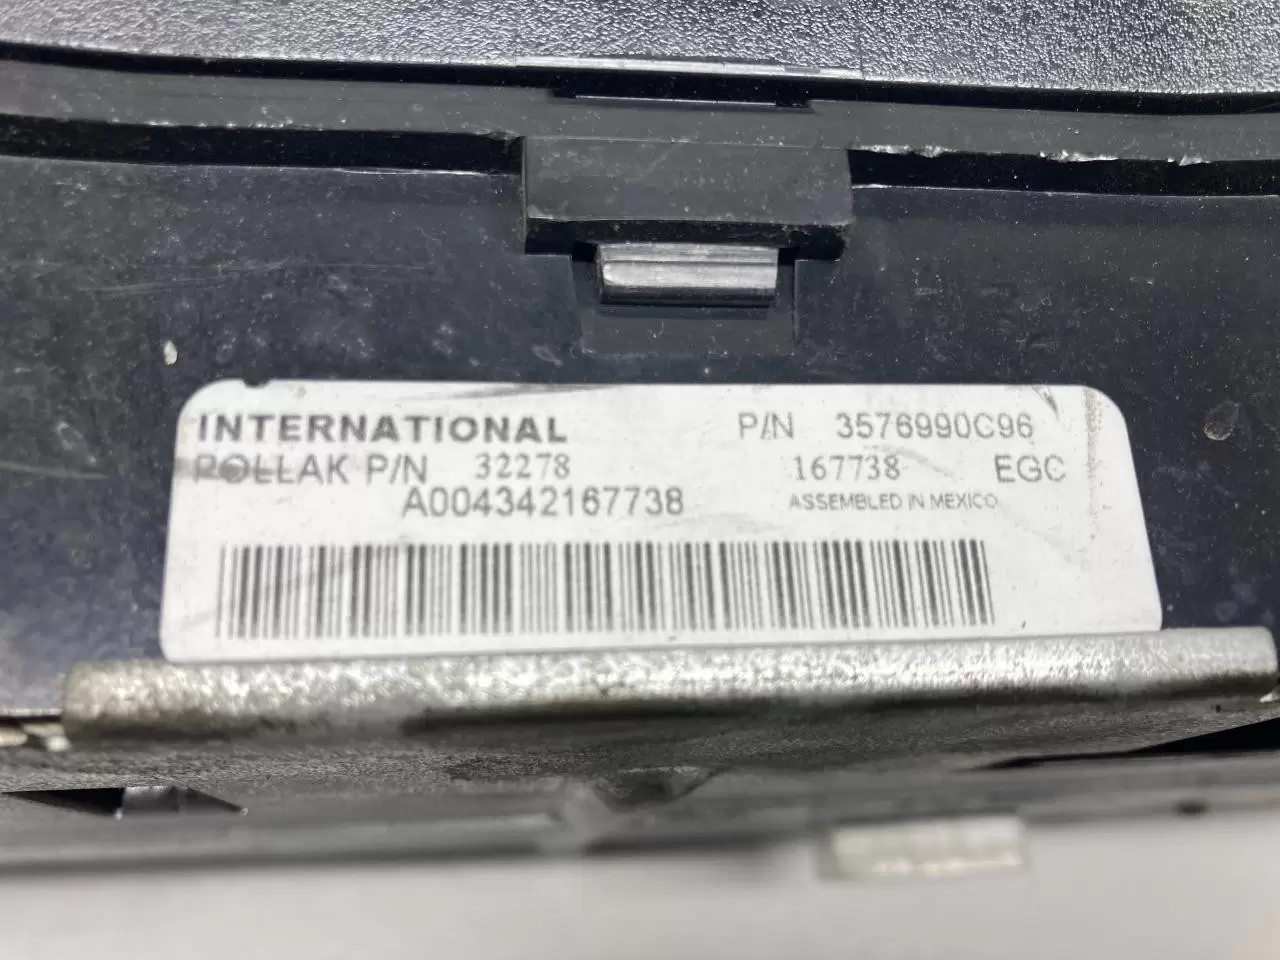 INTERNATIONAL P/N 3576990C96
POLLAK P/N 32278 167738 EGC
A004342167738 ASSEMBLED IN MEXICO